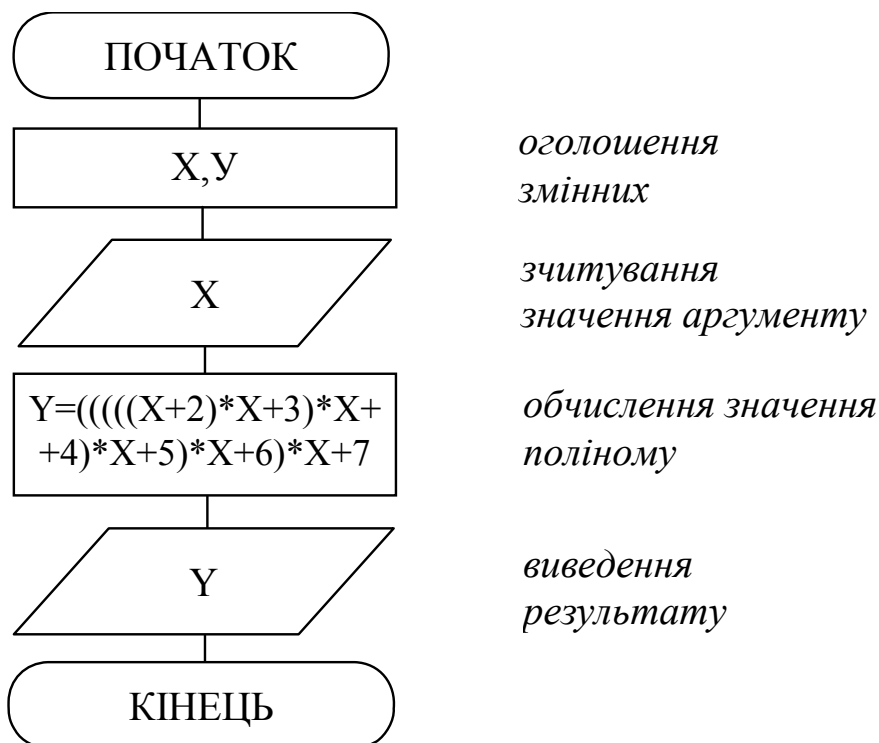 ПОЧАТОК
Х,У
оголошення
змінних
X
зчитування
значення аргументу
Y=(((((X+2)*X+3)*X+
+4)*X+5)*X+6)*X+7
обчислення значення
поліному
Y
виведення
результату
КІНЕЦЬ